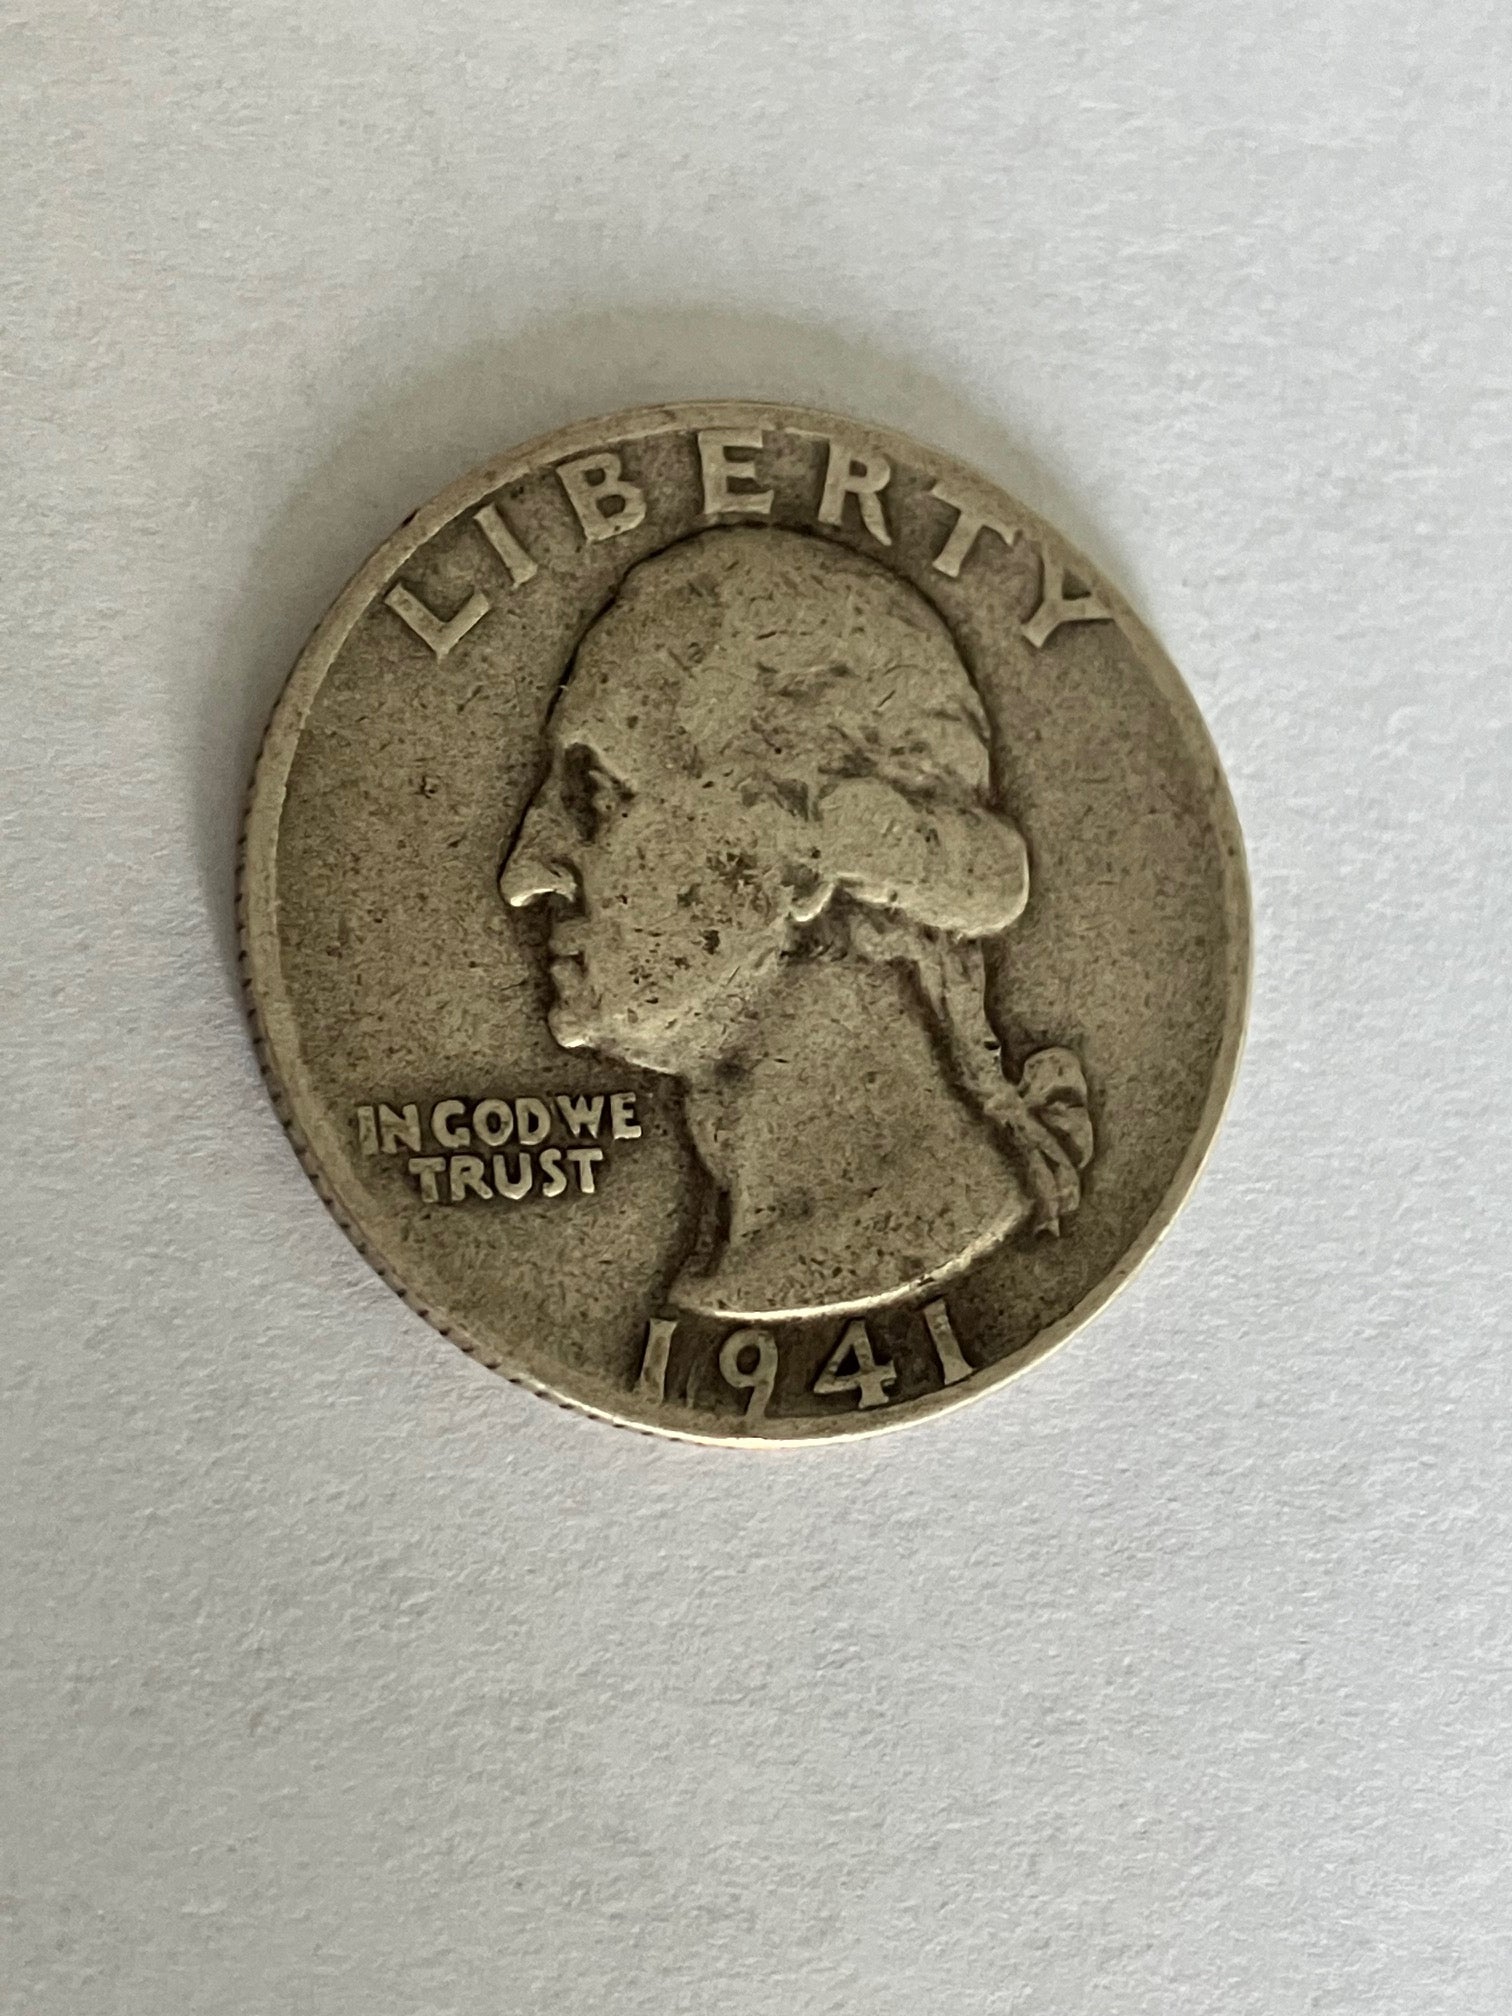 LIBERTY
IN GOD WE
TRUST
1941